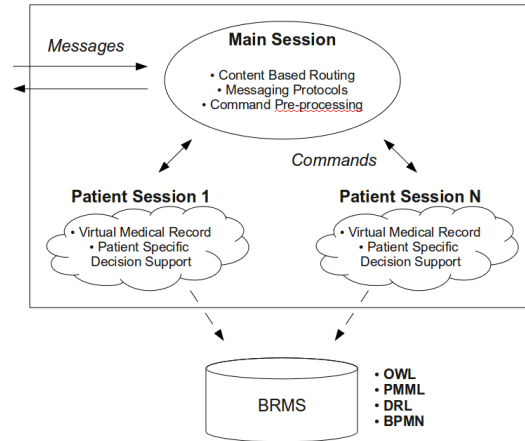 Messages
Main Session
• Content Based Routing
• Messaging Protocols
• Command Pre-processing
Commands
Patient Session 1
• Virtual Medical Record
• Patient Specific
Decision Support
Patient Session N
• Virtual Medical Record
• Patient Specific
Decision Support
BRMS
• OWL
• PMML
• DRL
• BPMN